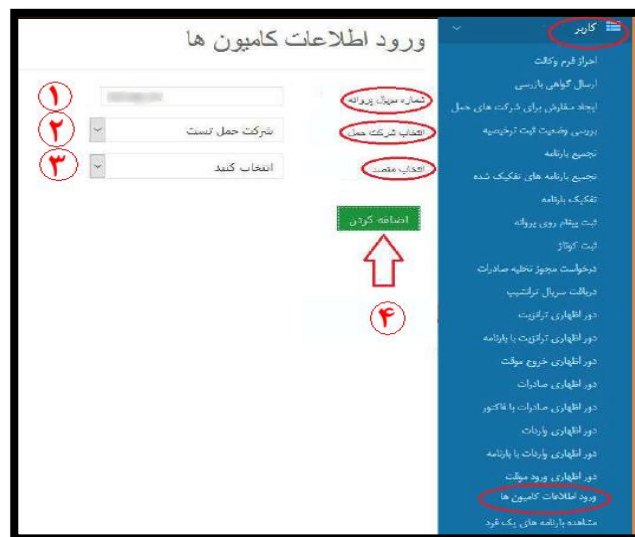 کاربر
احراز فرم وکالت
ارسال گواهی بازرسی
ایجاد سفارش برای شرکت های حمل
بررسی وضعیت ثبت ترخیصیه
تجمیع بارنامه
تجمیع بارنامه های تفکیک شده
تفکیک بارنامه
ثبت پیغام روی پروانه
ثبت کوتاژ
درخواست مجوز تخلیه صادرات
دریافت سریال ترانشیپ
دور اظهاری ترانزیت
دور اظهاری ترانزیت با بارنامه
دور اظهاری خروج موقت
دور اظهاری صادرات
دور اظهاری صادرات با فاکتور
دور اظهاری واردات
دور اظهاری واردات با بارنامه
دور اظهاری ورود موقت
ورود اطلاعات کامیون ها
مشاهده بارنامه های یک فرد
ورود اطلاعات کامیون ها
شماره سریال پروانه
۱
انتخاب شرکت حمل
شرکت حمل تست
۲
انتخاب مقصد
انتخاب کنید
۳
اضافه کردن
۴